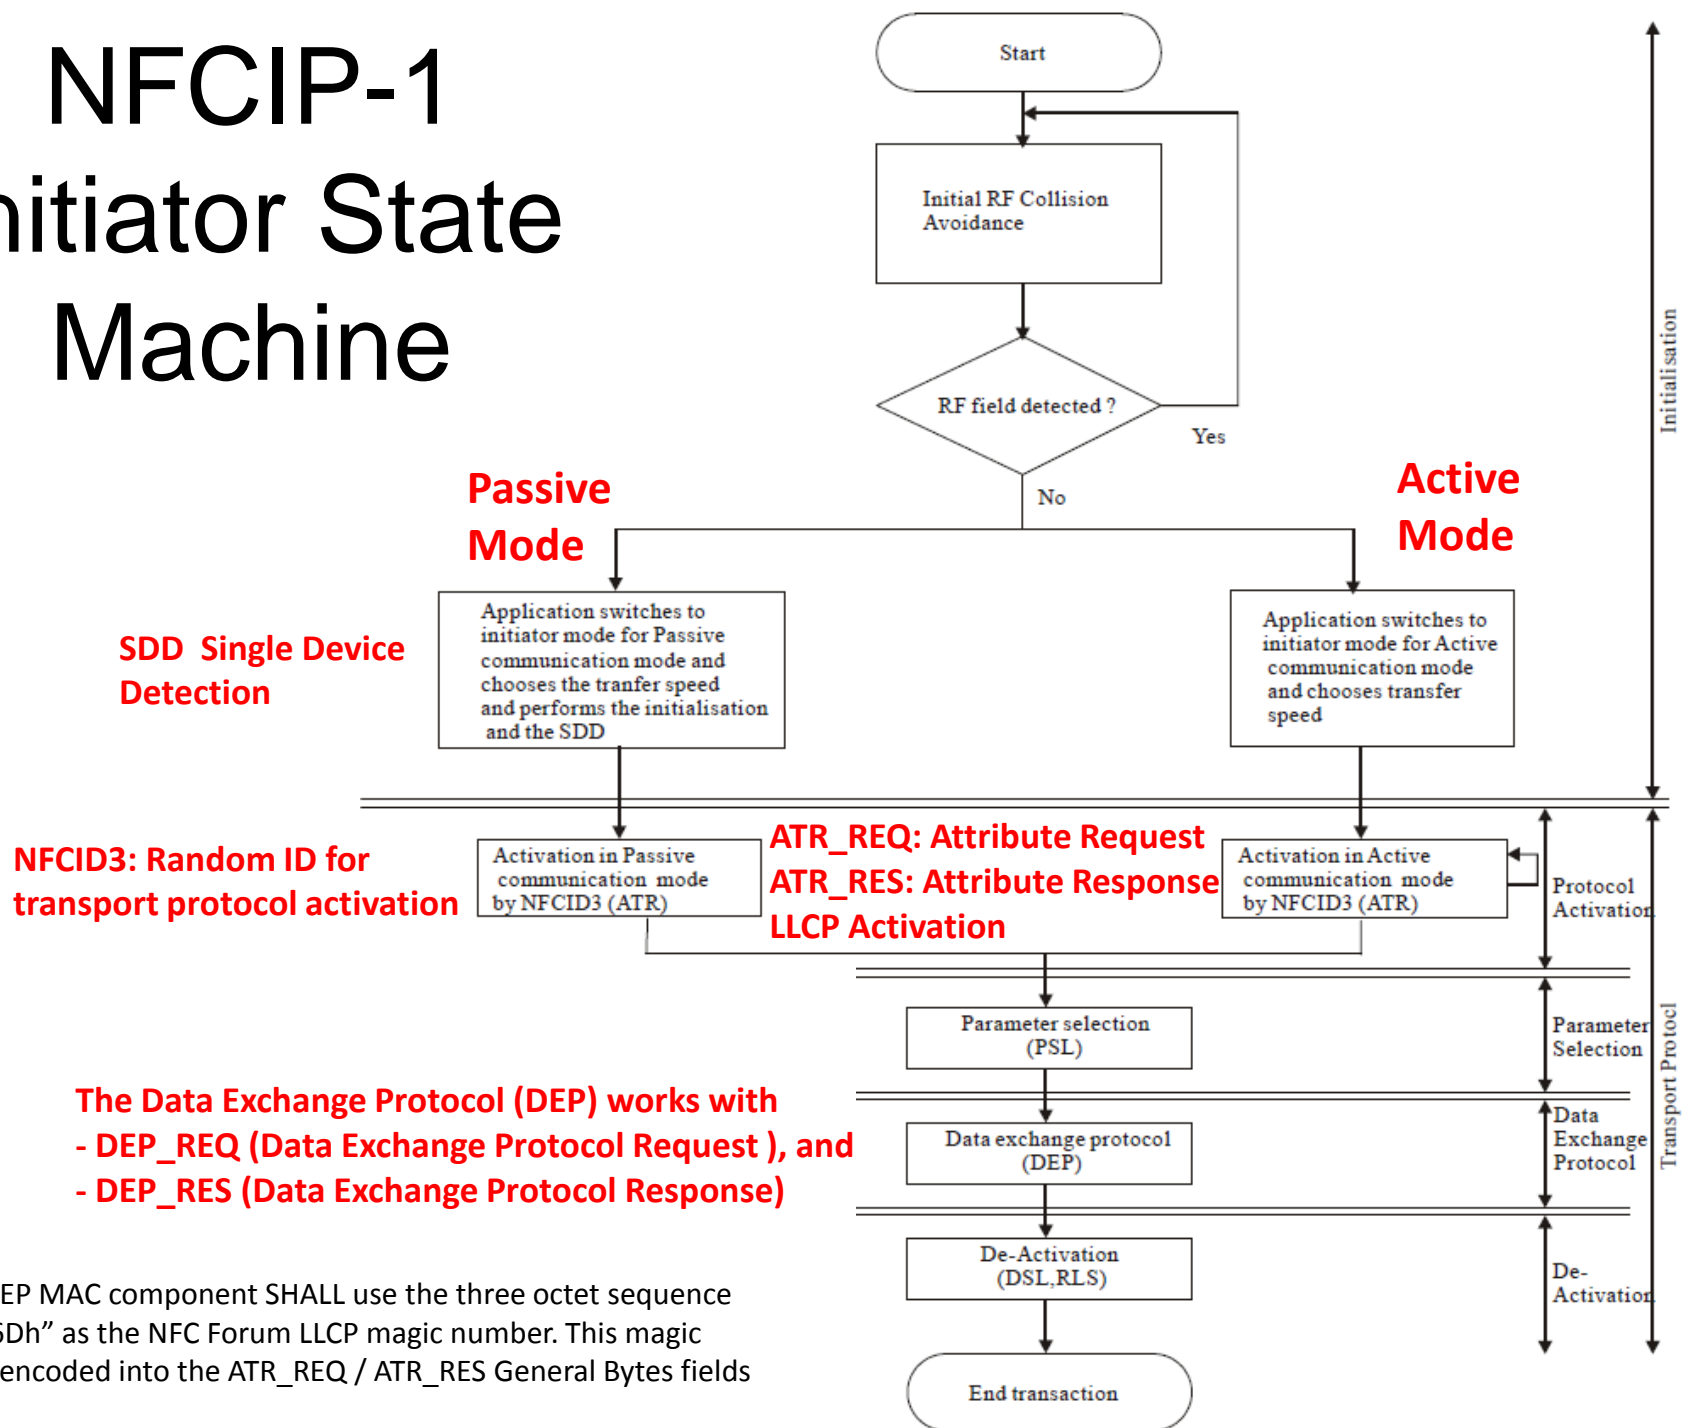 NFCIP-1
nitiator State
Machine
Start
Initial RF Collision
Avoidance
RF field detected ?
Yes
No
Initialisation
Passive
Mode
Active
Mode
SDD Single Device
Detection
Application switches to
initiator mode for Passive
communication mode and
chooses the tranfer speed
and performs the initialisation
and the SDD
Application switches to
initiator mode for Active
communication mode
and chooses transfer
speed
NFCID3: Random ID for
transport protocol activation
Activation in Passive
communication mode
by NFCID3 (ATR)
ATR_REQ: Attribute Request
ATR_RES: Attribute Response
LLCP Activation
Activation in Active
communication mode
by NFCID3 (ATR)
Protocol
Activation
Parameter selection
(PSL)
Parameter
Selection
Transport Protocl
The Data Exchange Protocol (DEP) works with
- DEP_REQ (Data Exchange Protocol Request ), and
- DEP_RES (Data Exchange Protocol Response)
Data exchange protocol
(DEP)
Data
Exchange
Protocol
De-Activation
(DSL,RLS)
De-
Activation
EP MAC component SHALL use the three octet sequence
6Dh” as the NFC Forum LLCP magic number. This magic
encoded into the ATR_REQ / ATR_RES General Bytes fields
End transaction